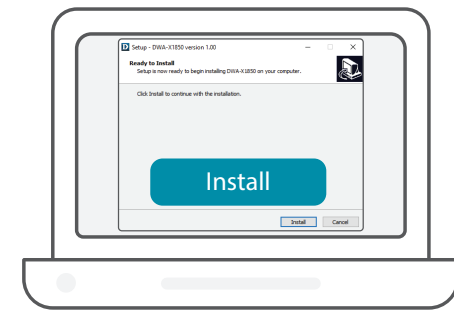 D Setup - DWA-X1850 version 1.00
Ready to Install
Setup is now ready to begin installing DWA-X1850 on your computer.
Click Install to continue with the installation.
Install
Install Cancel